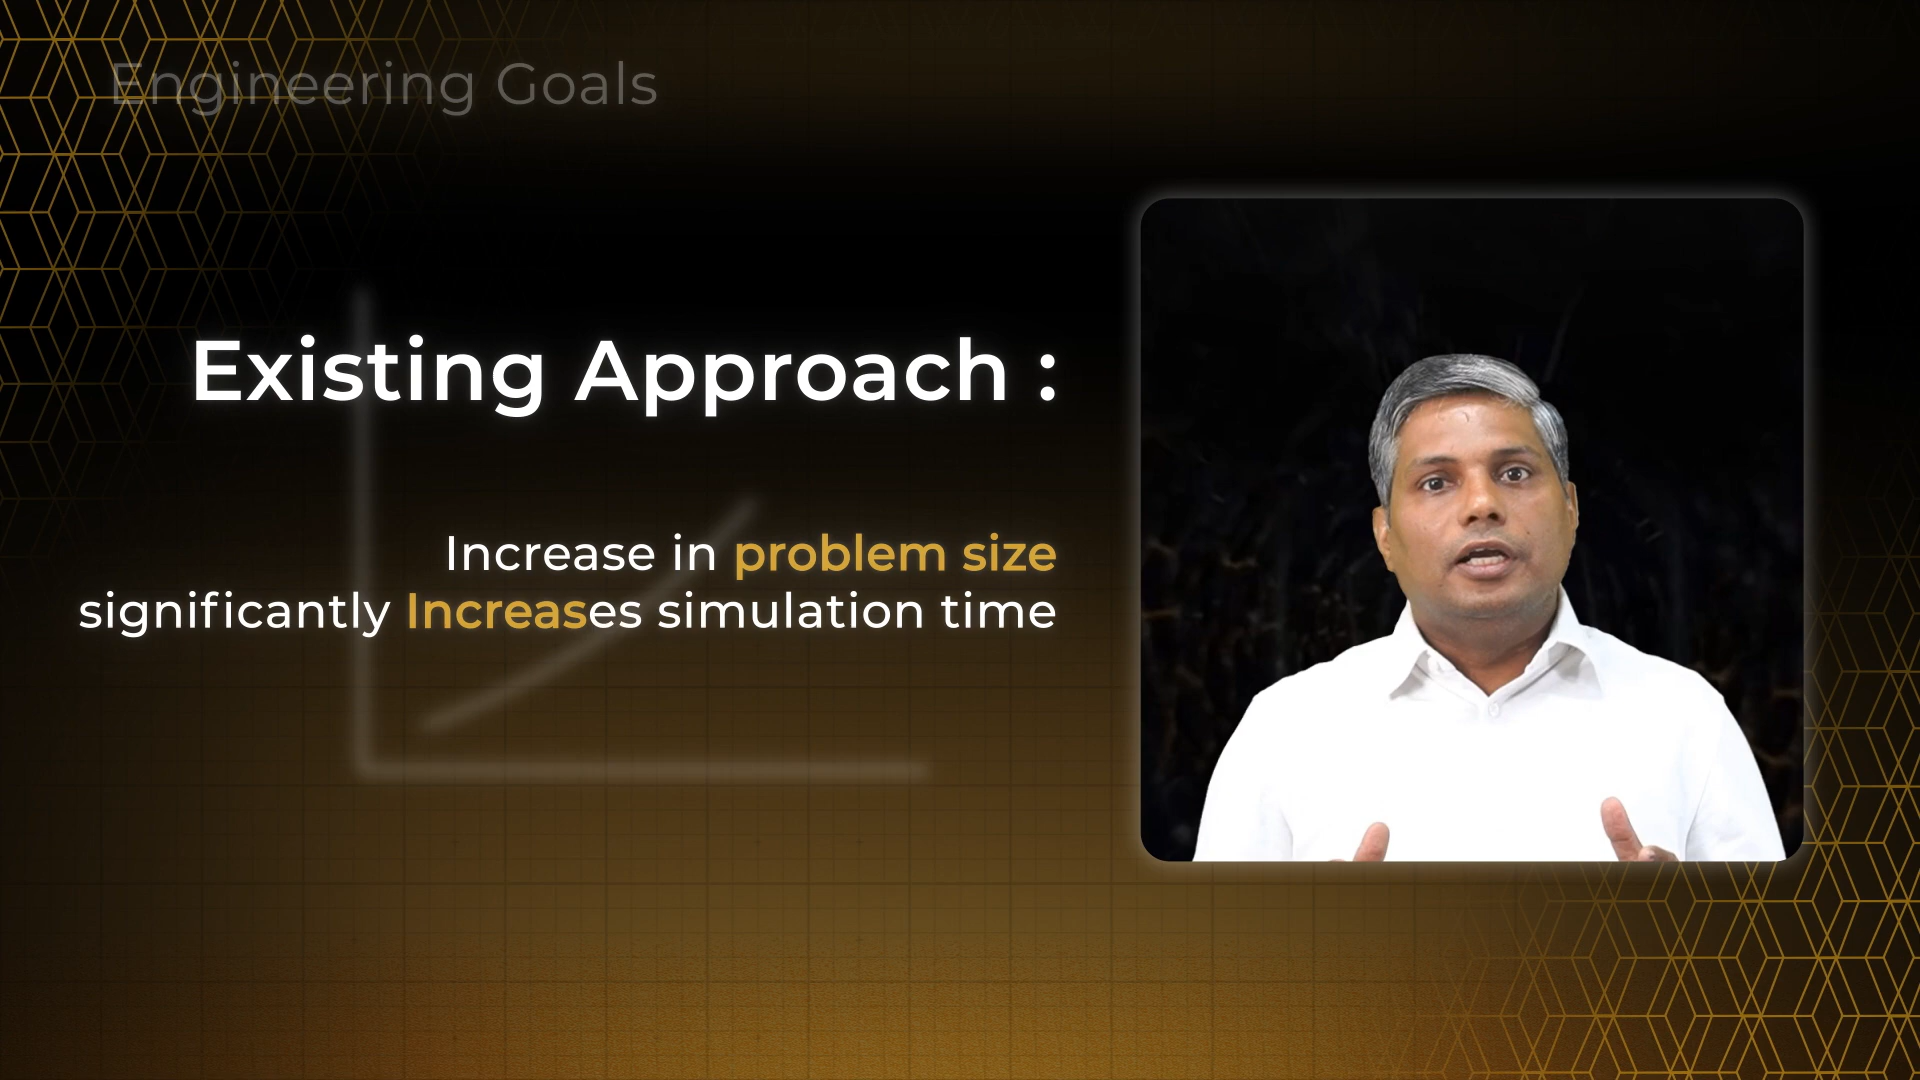 Engineering Goals
Existing Approach :
Increase in problem size
significantly Increases simulation time